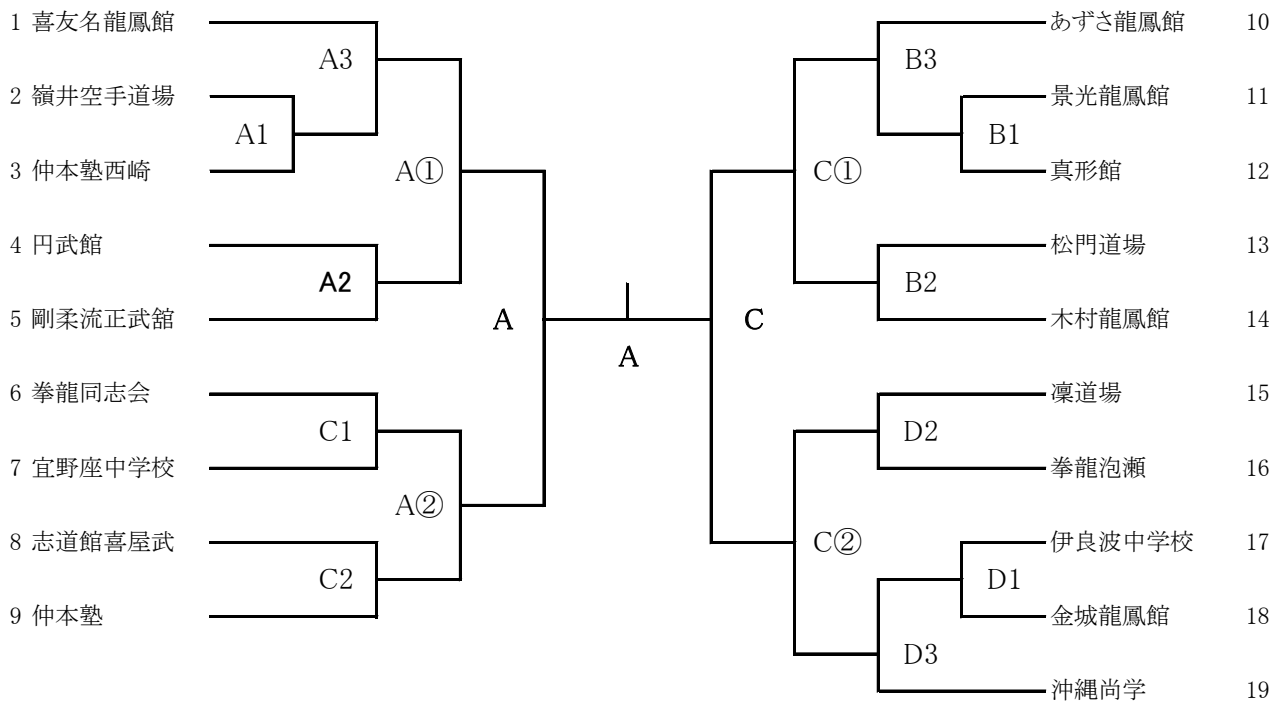 1 喜友名龍鳳館
A3
2 嶺井空手道場
A1
3 仲本塾西崎
A①
4 円武館
A2
5 剛柔流正武舘
A
6 拳龍同志会
C1
7 宜野座中学校
A②
8 志道館喜屋武
C2
9 仲本塾
A
あずさ龍鳳館 10
B3
景光龍鳳館 11
B1
真形館 12
C①
松門道場 13
B2
木村龍鳳館 14
C
凜道場 15
D2
拳龍泡瀬 16
C②
伊良波中学校 17
D1
金城龍鳳館 18
D3
沖縄尚学 19